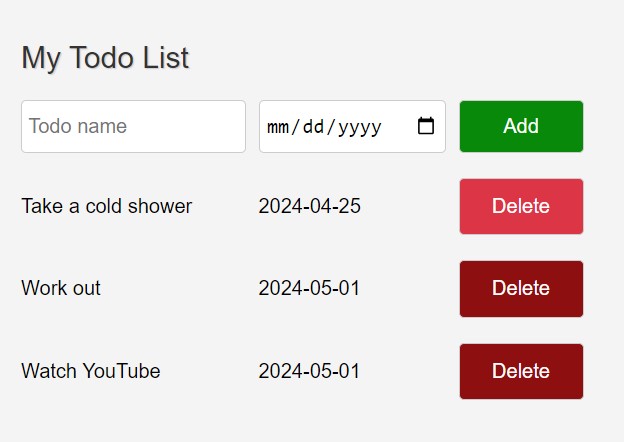 My Todo List
Todo name mm/dd/yyyy Add
Take a cold shower 2024-04-25 Delete
Work out 2024-05-01 Delete
Watch YouTube 2024-05-01 Delete